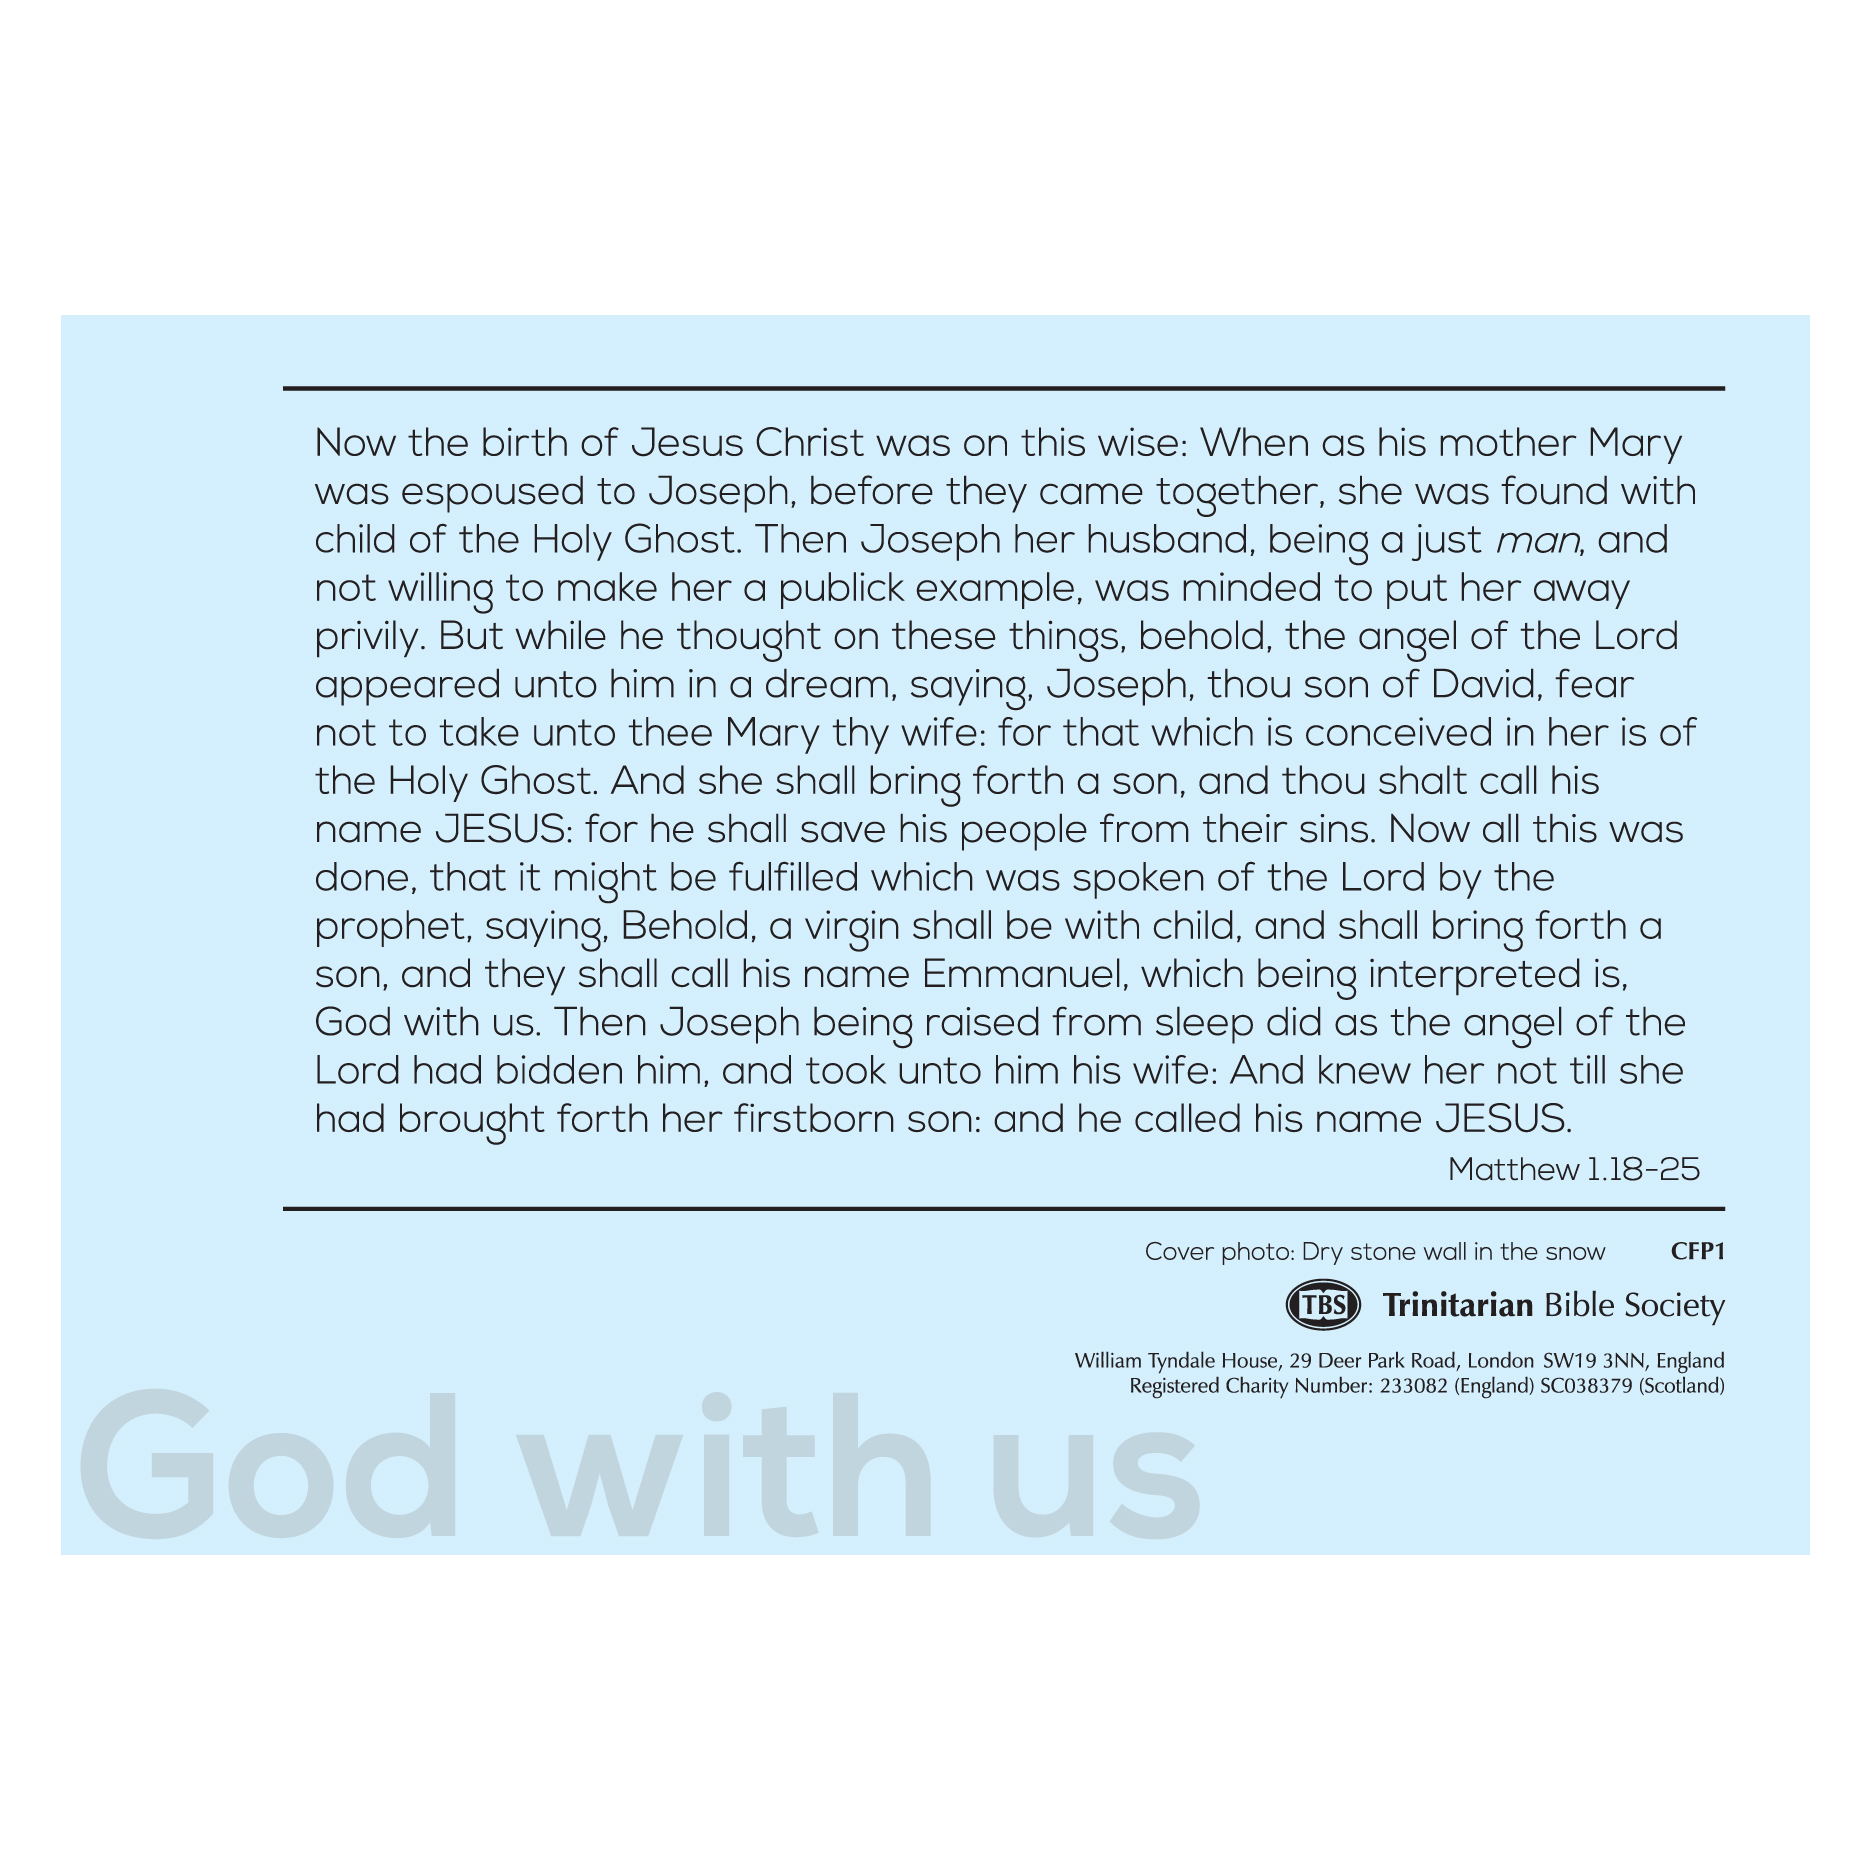 Now the birth of Jesus Christ was on this wise: When as his mother Mary
was espoused to Joseph, before they came together, she was found with
child of the Holy Ghost. Then Joseph her husband, being a just man, and
not willing to make her a publick example, was minded to put her away
privily. But while he thought on these things, behold, the angel of the Lord
appeared unto him in a dream, saying, Joseph, thou son of David, fear
not to take unto thee Mary thy wife: for that which is conceived in her is of
the Holy Ghost. And she shall bring forth a son, and thou shalt call his
name JESUS: for he shall save his people from their sins. Now all this was
done, that it might be fulfilled which was spoken of the Lord by the
prophet, saying, Behold, a virgin shall be with child, and shall bring forth a
son, and they shall call his name Emmanuel, which being interpreted is,
God with us. Then Joseph being raised from sleep did as the angel of the
Lord had bidden him, and took unto him his wife: And knew her not till she
had brought forth her firstborn son: and he called his name JESUS.
Matthew 1.18-25
Cover photo: Dry stone wall in the snow CFP1
TBS Trinitarian Bible Society
William Tyndale House, 29 Deer Park Road, London SW19 3NN, England
Registered Charity Number: 233082 (England) SC038379 (Scotland)
God with us